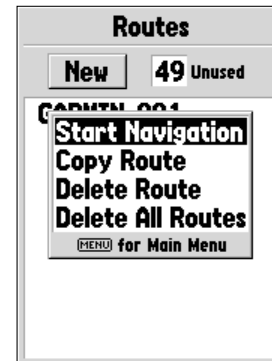 Routes
New 49 Unused
Start Navigation
Copy Route
Delete Route
Delete All Routes
MENU for Main Menu